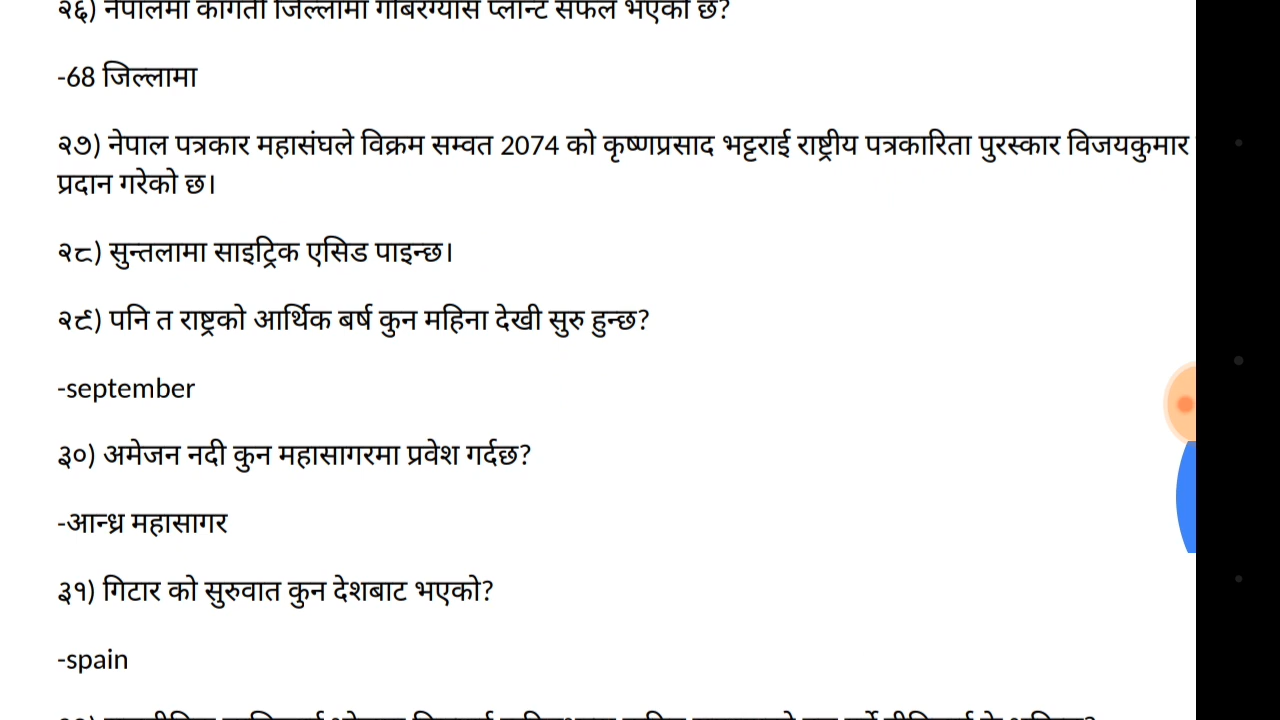 २६) नेपालमा कागती जिल्लामा गोबरग्यास प्लान्ट सफल भएको छ?
-68 जिल्लामा
२७) नेपाल पत्रकार महासंघले विक्रम सम्वत 2074 को कृष्णप्रसाद भट्टराई राष्ट्रीय पत्रकारिता पुरस्कार विजयकुमार
प्रदान गरेको छ।
२८) सुन्तलामा साइट्रिक एसिड पाइन्छ।
२९) पनि त राष्ट्रको आर्थिक बर्ष कुन महिना देखी सुरु हुन्छ?
-september
३०) अमेजन नदी कुन महासागरमा प्रवेश गर्दछ?
-आन्ध्र महासागर
३१) गिटार को सुरुवात कुन देशबाट भएको?
-spain